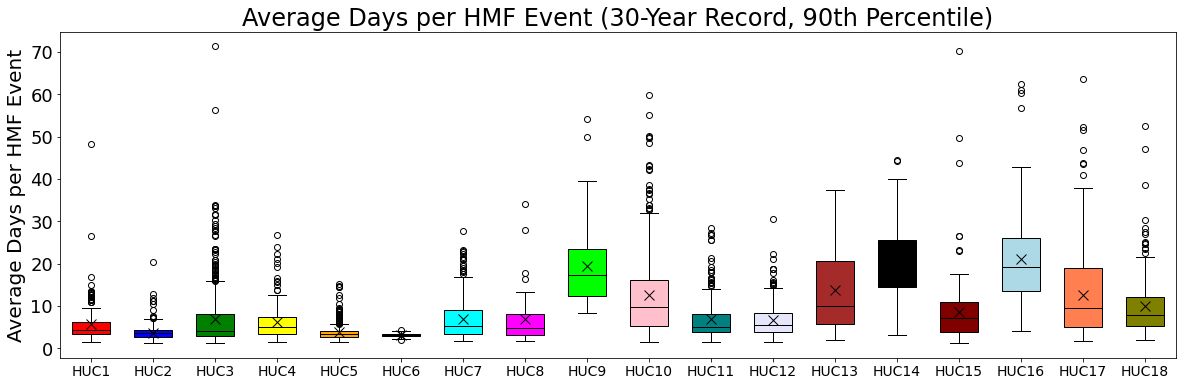 Average Days per HMF Event (30-Year Record, 90th Percentile)
Average Days per HMF Event
70
60
50
40
30
20
10
0
HUC1 HUC2 HUC3 HUC4 HUC5 HUC6 HUC7 HUC8 HUC9 HUC10 HUC11 HUC12 HUC13 HUC14 HUC15 HUC16 HUC17 HUC18